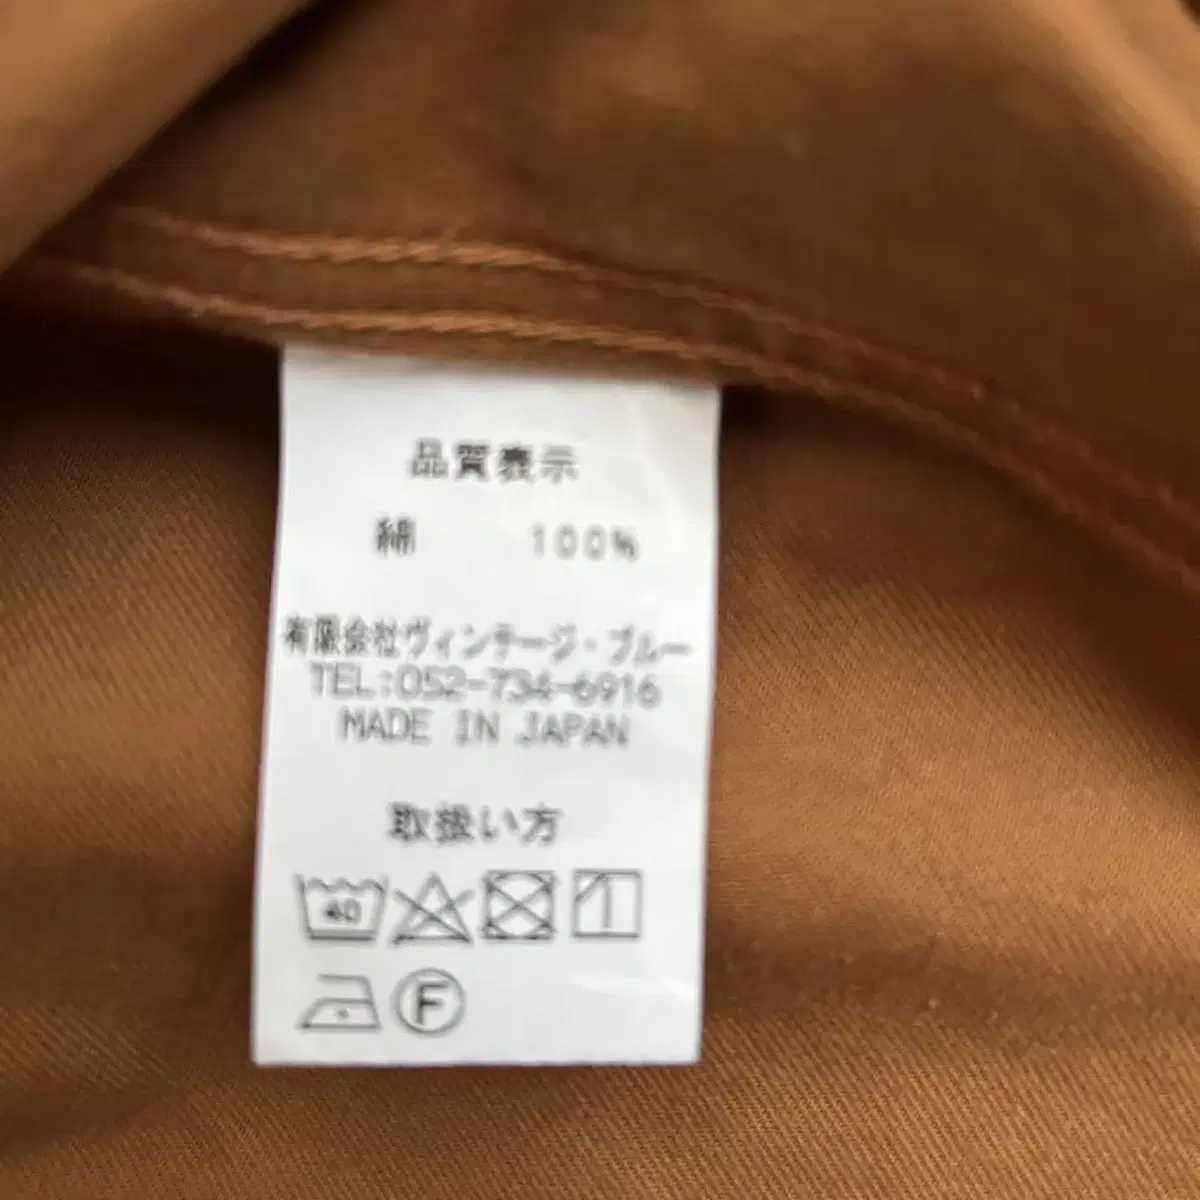 品質表示
綿 100%
有限会社ヴィンテージ・ブルー
TEL:052-734-6916
MADE IN JAPAN
取扱い方
40
F